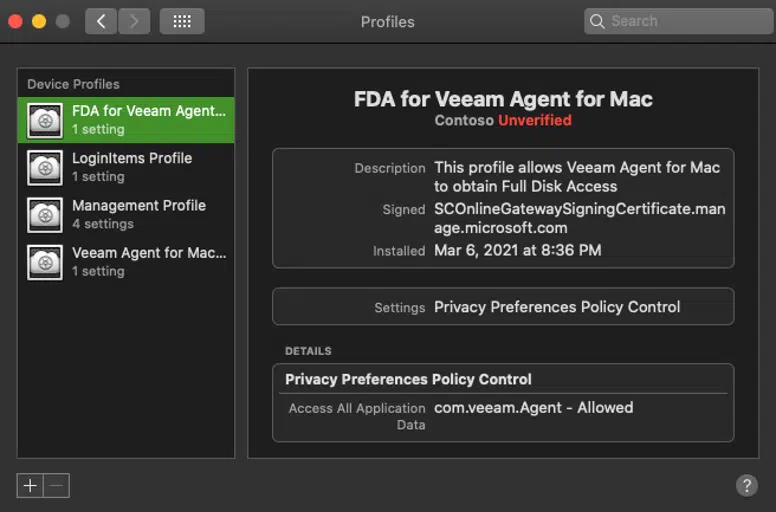 Profiles
Search
Device Profiles
FDA for Veeam Agent...
1 setting
LoginItems Profile
1 setting
Management Profile
4 settings
Veeam Agent for Mac...
1 setting
FDA for Veeam Agent for Mac
Contoso Unverified
Description This profile allows Veeam Agent for Mac
to obtain Full Disk Access
Signed SCOnlineGatewaySigningCertificate.man
age.microsoft.com
Installed Mar 6, 2021 at 8:36 PM
Settings Privacy Preferences Policy Control
DETAILS
Privacy Preferences Policy Control
Access All Application com.veeam.Agent - Allowed
Data
+ −
?